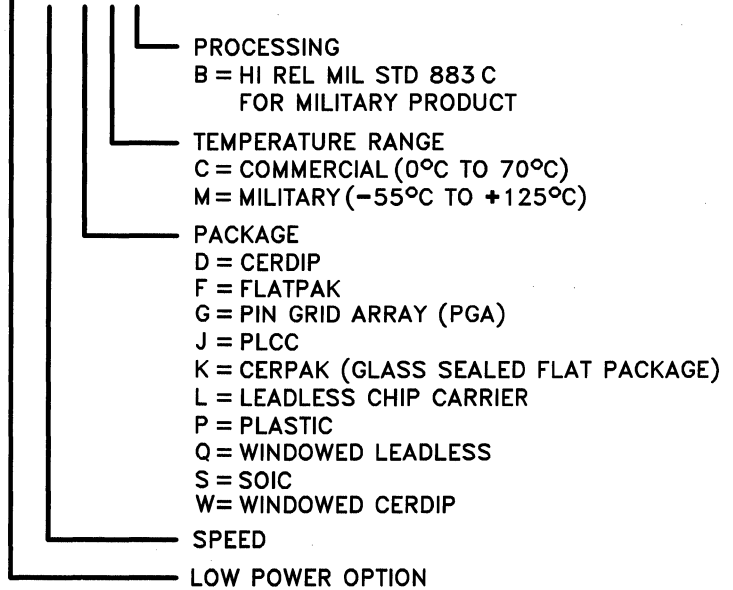 PROCESSING
B = HI REL MIL STD 883 C
FOR MILITARY PRODUCT
TEMPERATURE RANGE
C = COMMERCIAL (0°C TO 70°C)
M = MILITARY (−55°C TO +125°C)
PACKAGE
D = CERDIP
F = FLATPAK
G = PIN GRID ARRAY (PGA)
J = PLCC
K = CERPAK (GLASS SEALED FLAT PACKAGE)
L = LEADLESS CHIP CARRIER
P = PLASTIC
Q = WINDOWED LEADLESS
S = SOIC
W = WINDOWED CERDIP
SPEED
LOW POWER OPTION